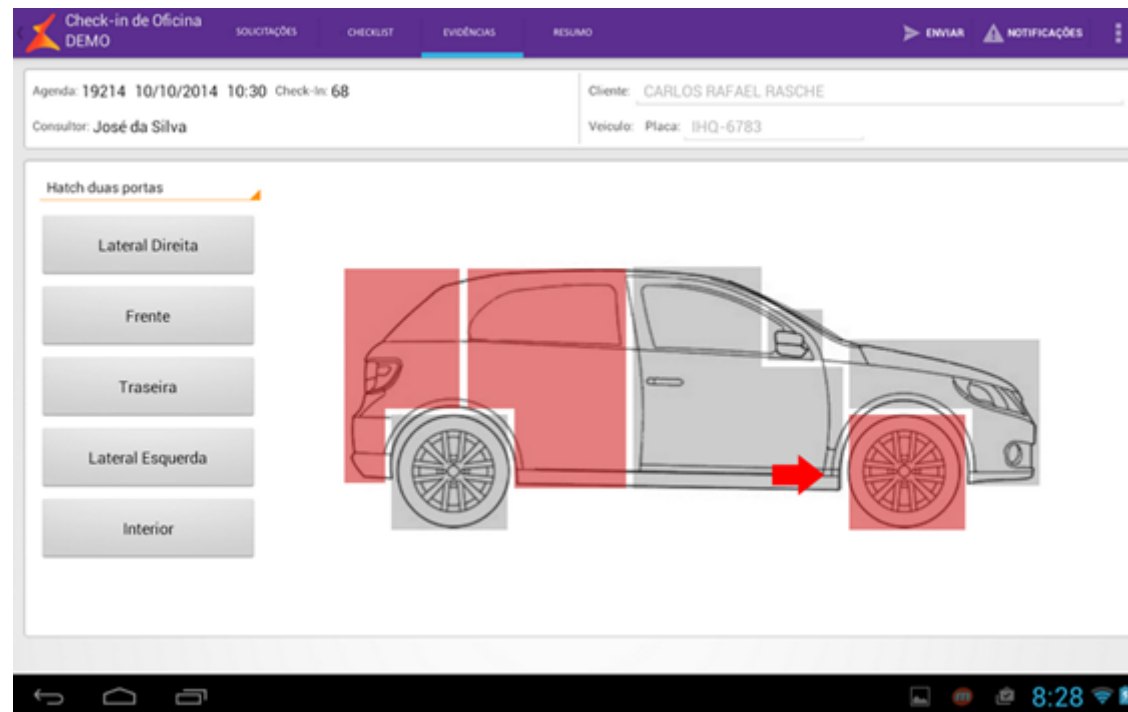 Check-in de Oficina
DEMO
SOLICITAÇÕES CHECKLIST EVIDÊNCIAS RESUMO ENVIAR NOTIFICAÇÕES
Agenda: 19214 10/10/2014 10:30 Check-In: 68 Cliente: CARLOS RAFAEL RASCHE
Consultor: José da Silva Veiculo: Placa: IHQ-6783
Hatch duas portas
Lateral Direita
Frente
Traseira
Lateral Esquerda
Interior
8:28